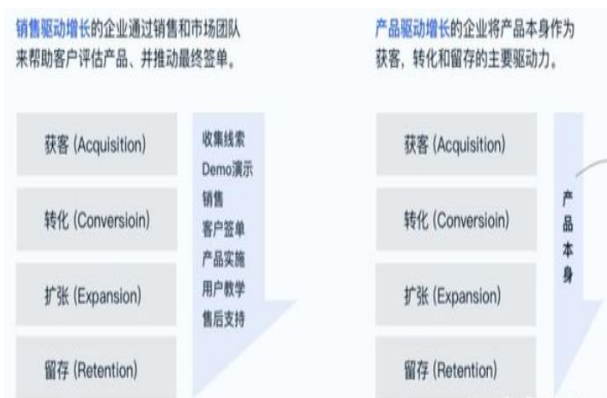 销售驱动增长的企业通过销售和市场团队
来帮助客户评估产品、并推动最终签单。
获客 (Acquisition)
转化 (Conversioin)
扩张 (Expansion)
留存 (Retention)
收集线索
Demo演示
销售
客户签单
产品实施
用户教学
售后支持
产品驱动增长的企业将产品本身作为
获客，转化和留存的主要驱动力。
获客 (Acquisition)
转化 (Conversioin)
扩张 (Expansion)
留存 (Retention)
产品本身